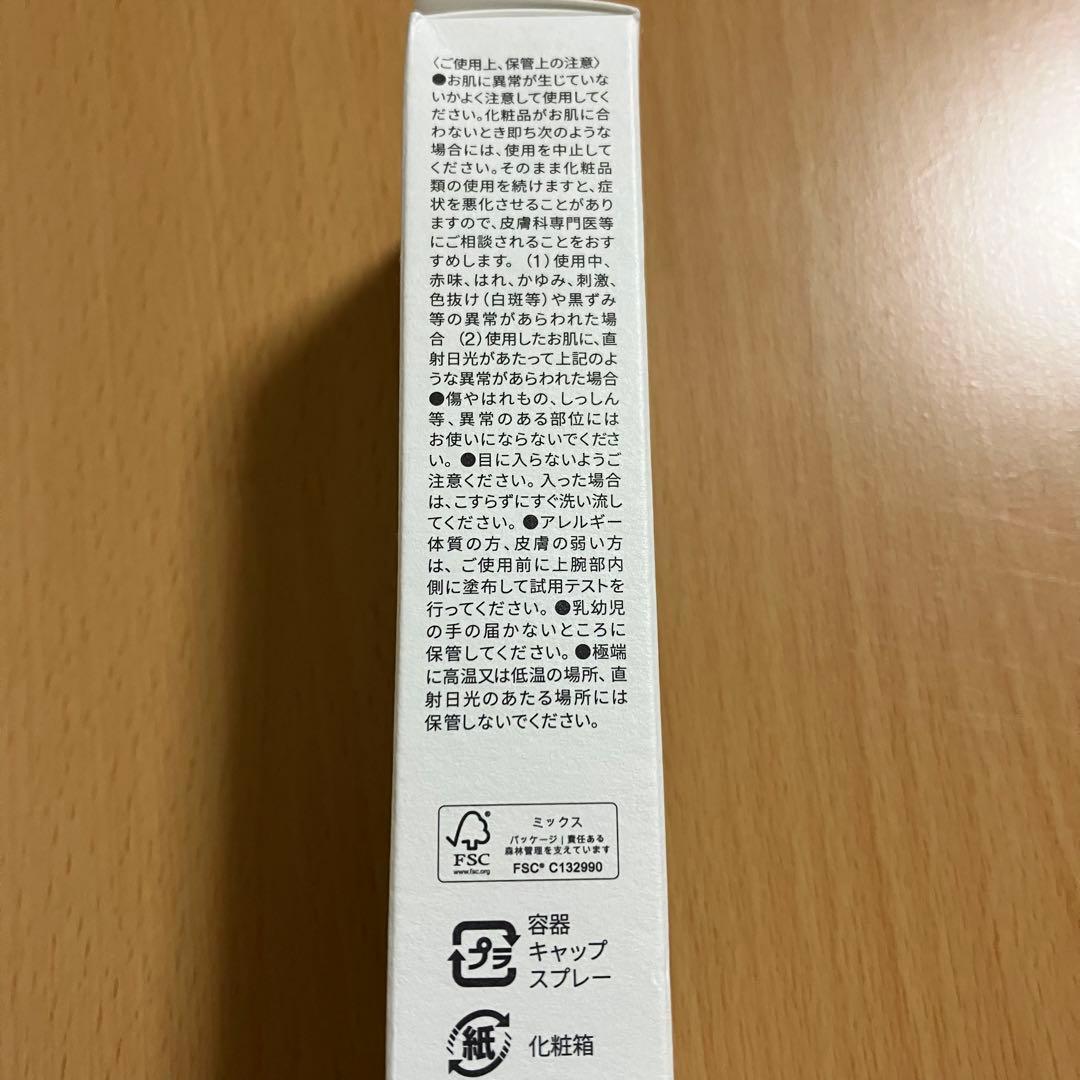 〈ご使用上、保管上の注意〉
●お肌に異常が生じていな
いかよく注意して使用してく
ださい。化粧品がお肌に合
わないとき即ち次のような
場合には、使用を中止して
ください。そのまま化粧品
類の使用を続けますと、症
状を悪化させることがあり
ますので、皮膚科専門医等
にご相談されることをおす
すめします。(1)使用中、
赤味、はれ、かゆみ、刺激、
色抜け(白斑等)や黒ずみ
等の異常があらわれた場
合 (2)使用したお肌に、直
射日光があたって上記のよ
うな異常があらわれた場合
●傷やはれもの、しっしん
等、異常のある部位には
お使いにならないでくださ
い。●目に入らないようご
注意ください。入った場合
は、こすらずにすぐ洗い流し
てください。●アレルギー
体質の方、皮膚の弱い方
は、ご使用前に上腕部内
側に塗布して試用テストを
行ってください。●乳幼児
の手の届かないところに
保管してください。●極端
に高温又は低温の場所、直
射日光のあたる場所には
保管しないでください。
FSC
www.fsc.org
ミックス
パッケージ|責任ある
森林管理を支えています
FSC® C132990
プラ
容器
キャップ
スプレー
紙
化粧箱